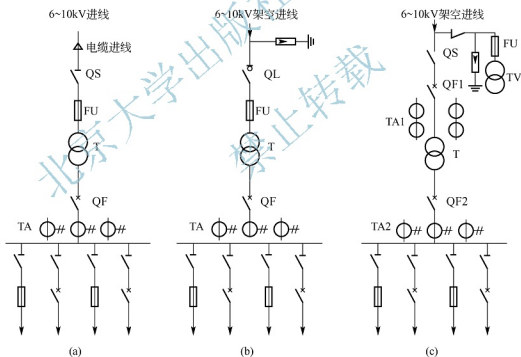 6~10kV进线
电缆进线
QS
FU
T
QF
TA
(a)
6~10kV架空进线
QL
FU
T
QF
TA
(b)
6~10kV架空进线
QS
FU
TV
QF1
TA1
T
QF2
TA2
(c)
北京大学出版社
禁止转载